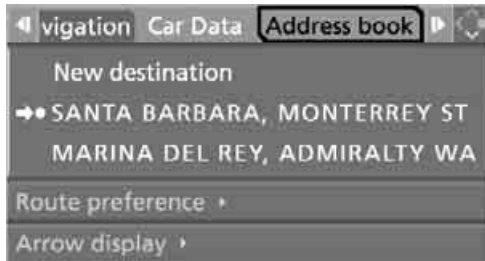 vigation Car Data Address book
New destination
SANTA BARBARA, MONTERREY ST
MARINA DEL REY, ADMIRALTY WA
Route preference
Arrow display